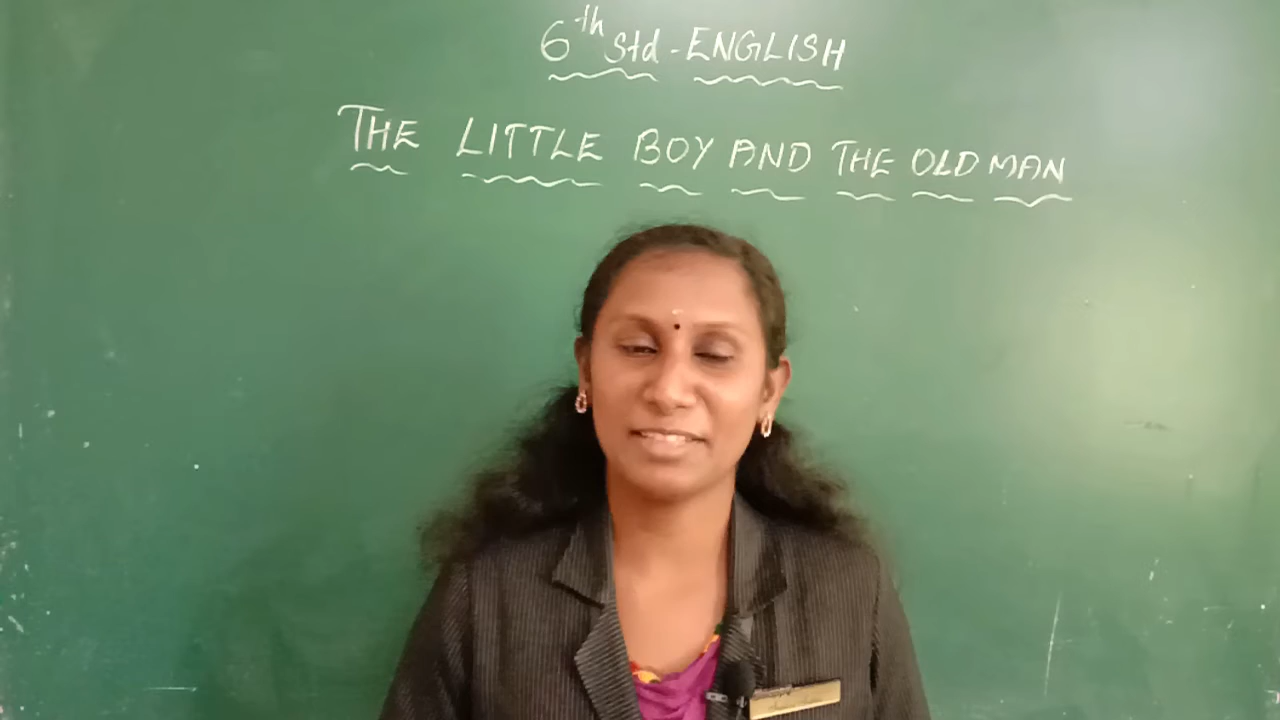 6th Std - ENGLISH
THE LITTLE BOY AND THE OLD MAN